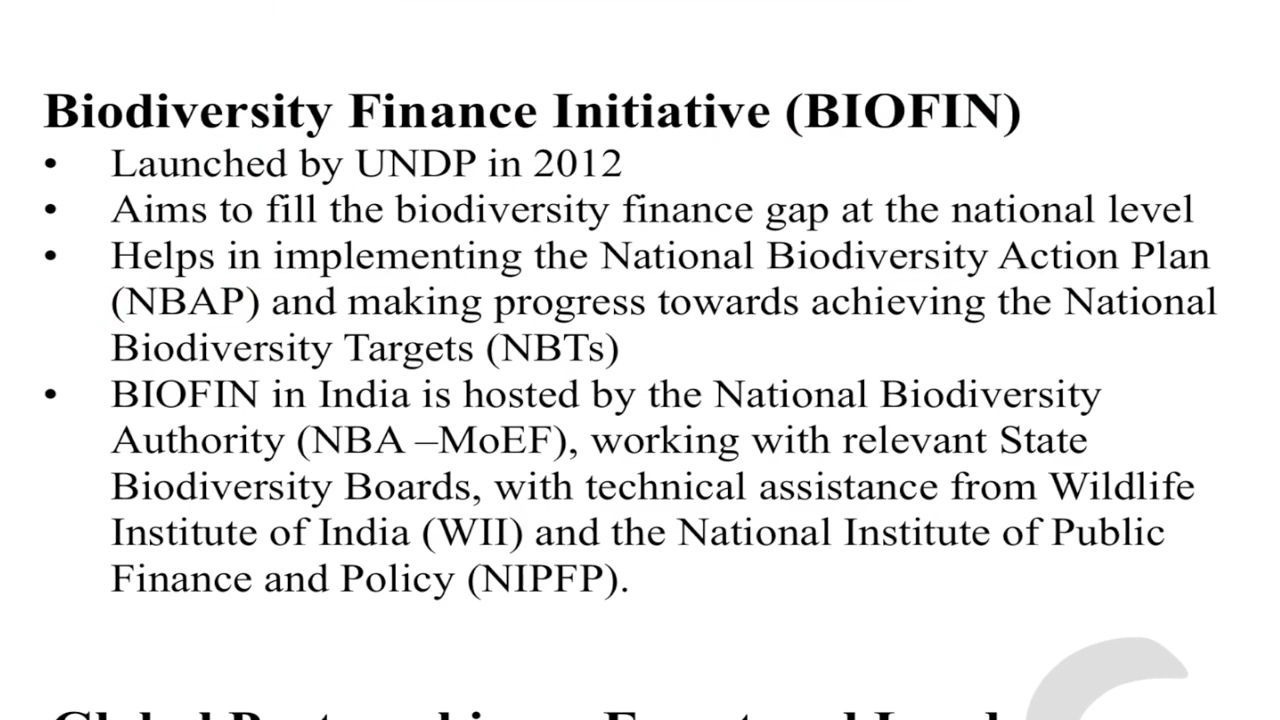 Biodiversity Finance Initiative (BIOFIN)
• Launched by UNDP in 2012
• Aims to fill the biodiversity finance gap at the national level
• Helps in implementing the National Biodiversity Action Plan
(NBAP) and making progress towards achieving the National
Biodiversity Targets (NBTs)
• BIOFIN in India is hosted by the National Biodiversity
Authority (NBA –MoEF), working with relevant State
Biodiversity Boards, with technical assistance from Wildlife
Institute of India (WII) and the National Institute of Public
Finance and Policy (NIPFP).